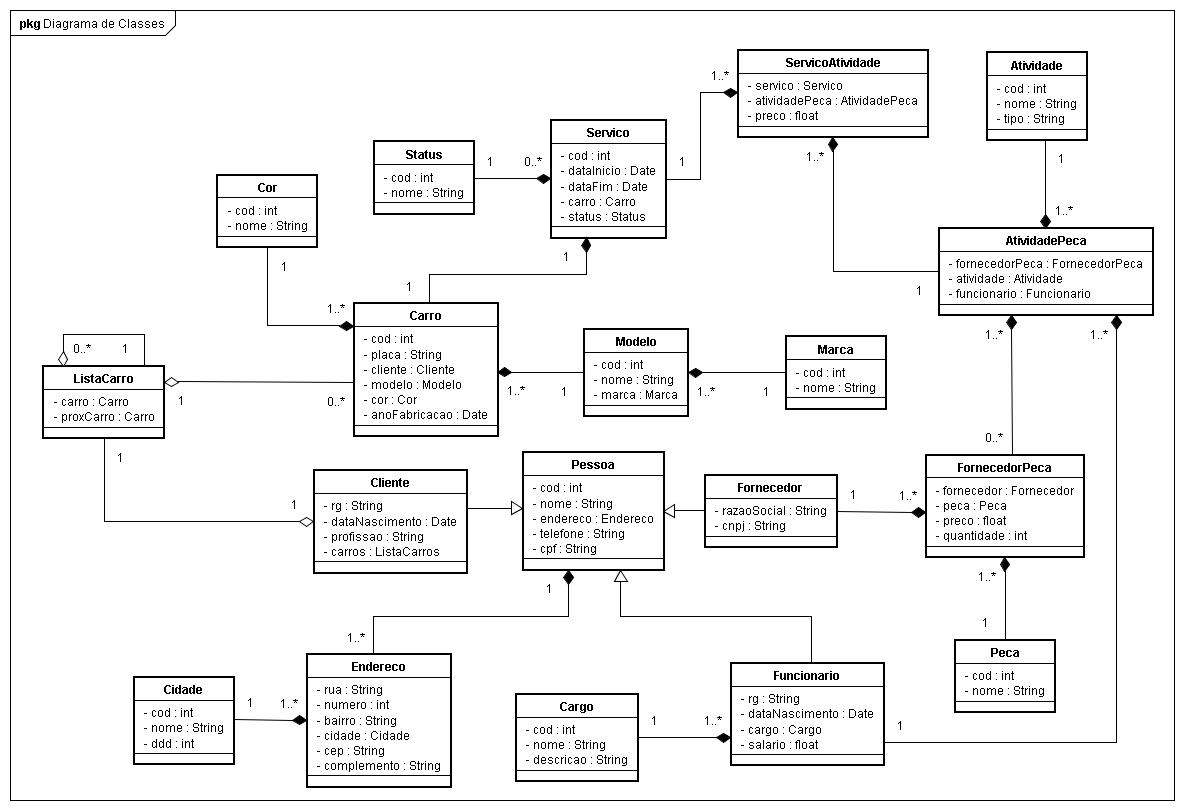 pkg Diagrama de Classes
ServicoAtividade
- servico : Servico
- atividadePeca : AtividadePeca
- preco : float
1..*
1..*
Atividade
- cod : int
- nome : String
- tipo : String
1
1..*
Servico
- cod : int
- dataInicio : Date
- dataFim : Date
- carro : Carro
- status : Status
1
0..*
1
Status
- cod : int
- nome : String
1
Cor
- cod : int
- nome : String
1
1..*
1
AtividadePeca
- fornecedorPeca : FornecedorPeca
- atividade : Atividade
- funcionario : Funcionario
1
1..*
1..*
Carro
- cod : int
- placa : String
- cliente : Cliente
- modelo : Modelo
- cor : Cor
- anoFabricacao : Date
1..*
0..*
Modelo
- cod : int
- nome : String
- marca : Marca
1
1..*
Marca
- cod : int
- nome : String
1
0..*
1
ListaCarro
- carro : Carro
- proxCarro : Carro
1
1
Cliente
- rg : String
- dataNascimento : Date
- profissao : String
- carros : ListaCarros
1
Pessoa
- cod : int
- nome : String
- endereco : Endereco
- telefone : String
- cpf : String
1
Fornecedor
- razaoSocial : String
- cnpj : String
1
1..*
0..*
FornecedorPeca
- fornecedor : Fornecedor
- peca : Peca
- preco : float
- quantidade : int
1..*
1
Peca
- cod : int
- nome : String
1..*
Endereco
- rua : String
- numero : int
- bairro : String
- cidade : Cidade
- cep : String
- complemento : String
Cidade
- cod : int
- nome : String
- ddd : int
1
1..*
Cargo
- cod : int
- nome : String
- descricao : String
1
1..*
Funcionario
- rg : String
- dataNascimento : Date
- cargo : Cargo
- salario : float
1